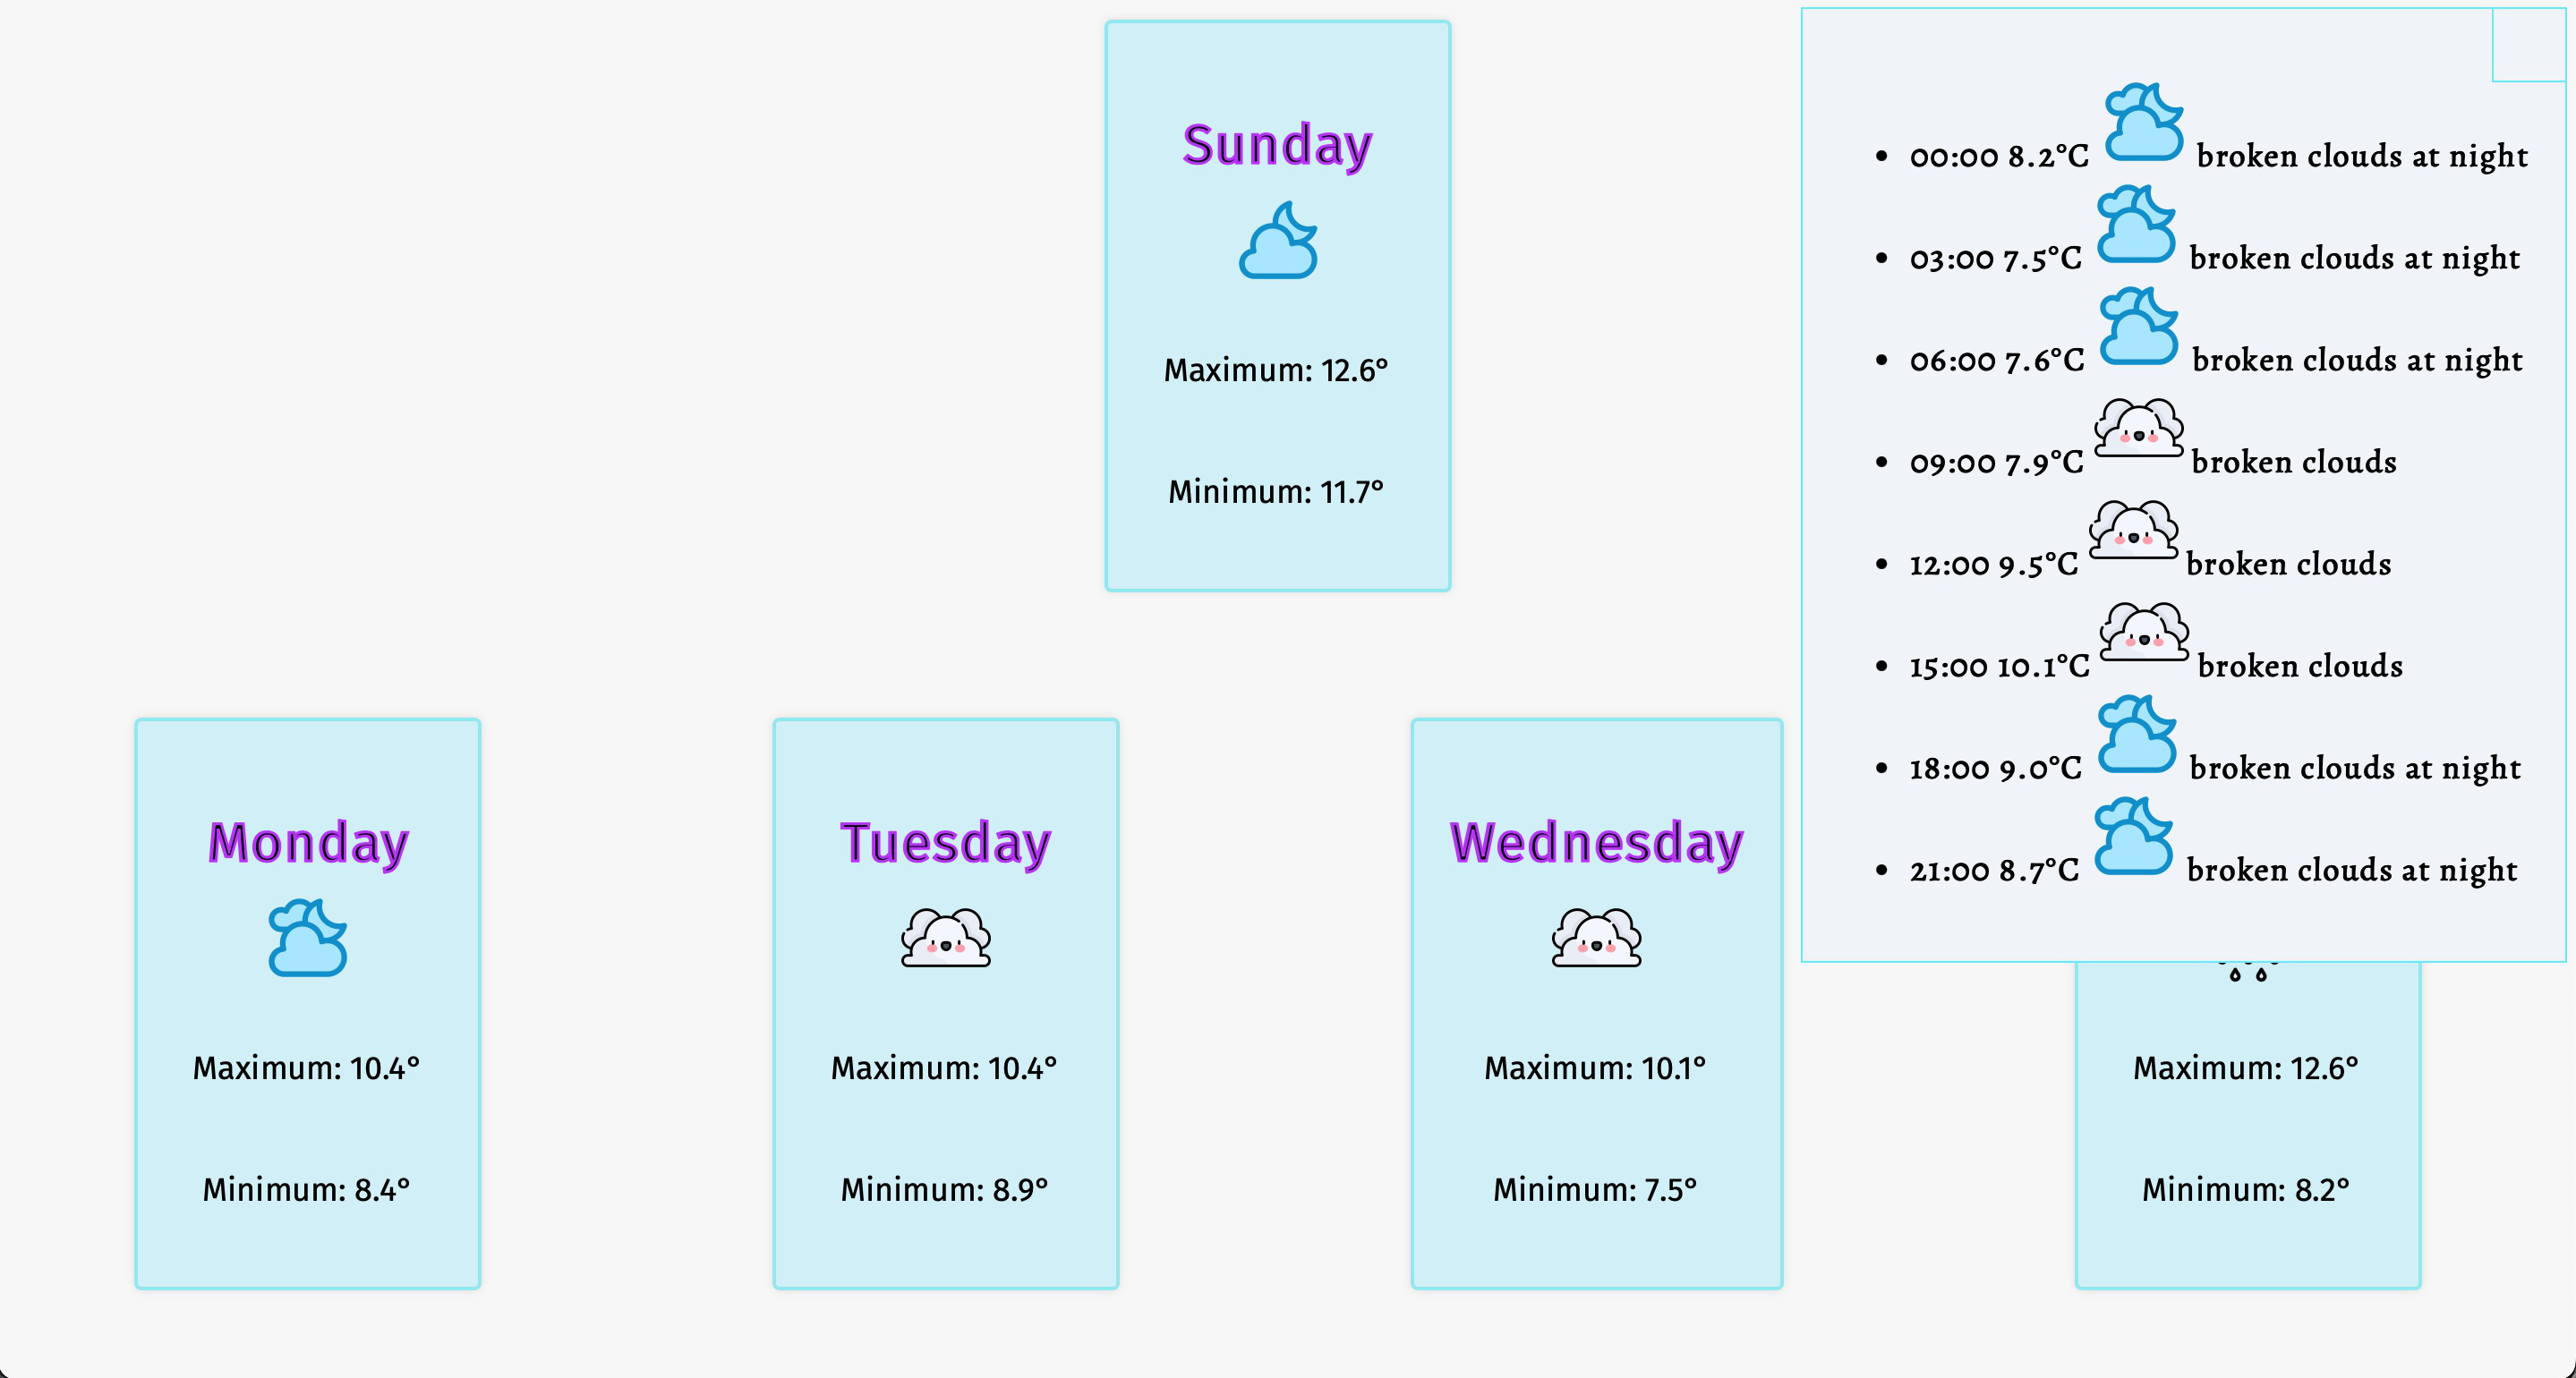 Sunday
Maximum: 12.6°
Minimum: 11.7°
• 00:00 8.2°C broken clouds at night
• 03:00 7.5°C broken clouds at night
• 06:00 7.6°C broken clouds at night
• 09:00 7.9°C broken clouds
• 12:00 9.5°C broken clouds
• 15:00 10.1°C broken clouds
• 18:00 9.0°C broken clouds at night
• 21:00 8.7°C broken clouds at night
Monday
Maximum: 10.4°
Minimum: 8.4°
Tuesday
Maximum: 10.4°
Minimum: 8.9°
Wednesday
Maximum: 10.1°
Minimum: 7.5°
Maximum: 12.6°
Minimum: 8.2°